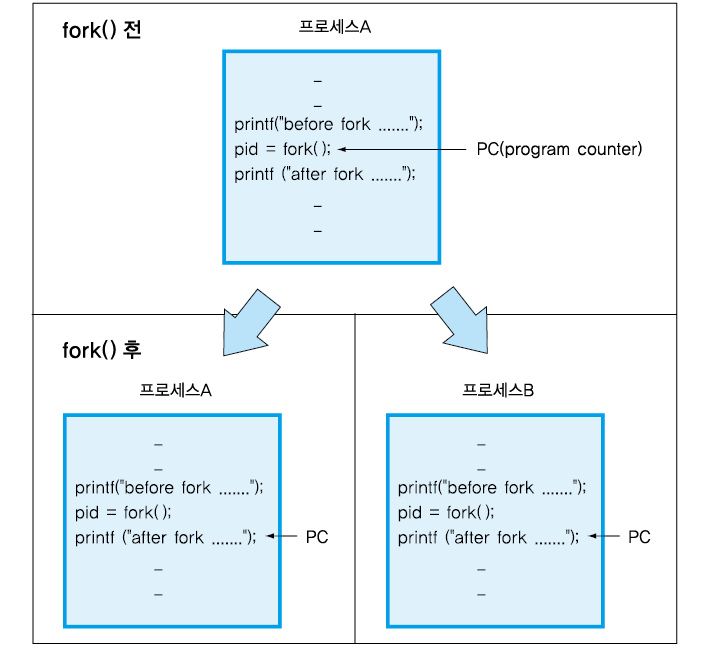 fork() 전
프로세스A
–
–
printf("before fork .......");
pid = fork( );
PC(program counter)
printf ("after fork .......");
–
–
fork() 후
프로세스A
–
–
printf("before fork .......");
pid = fork( );
printf ("after fork .......");
PC
–
–
프로세스B
–
–
printf("before fork .......");
pid = fork( );
printf ("after fork .......");
PC
–
–